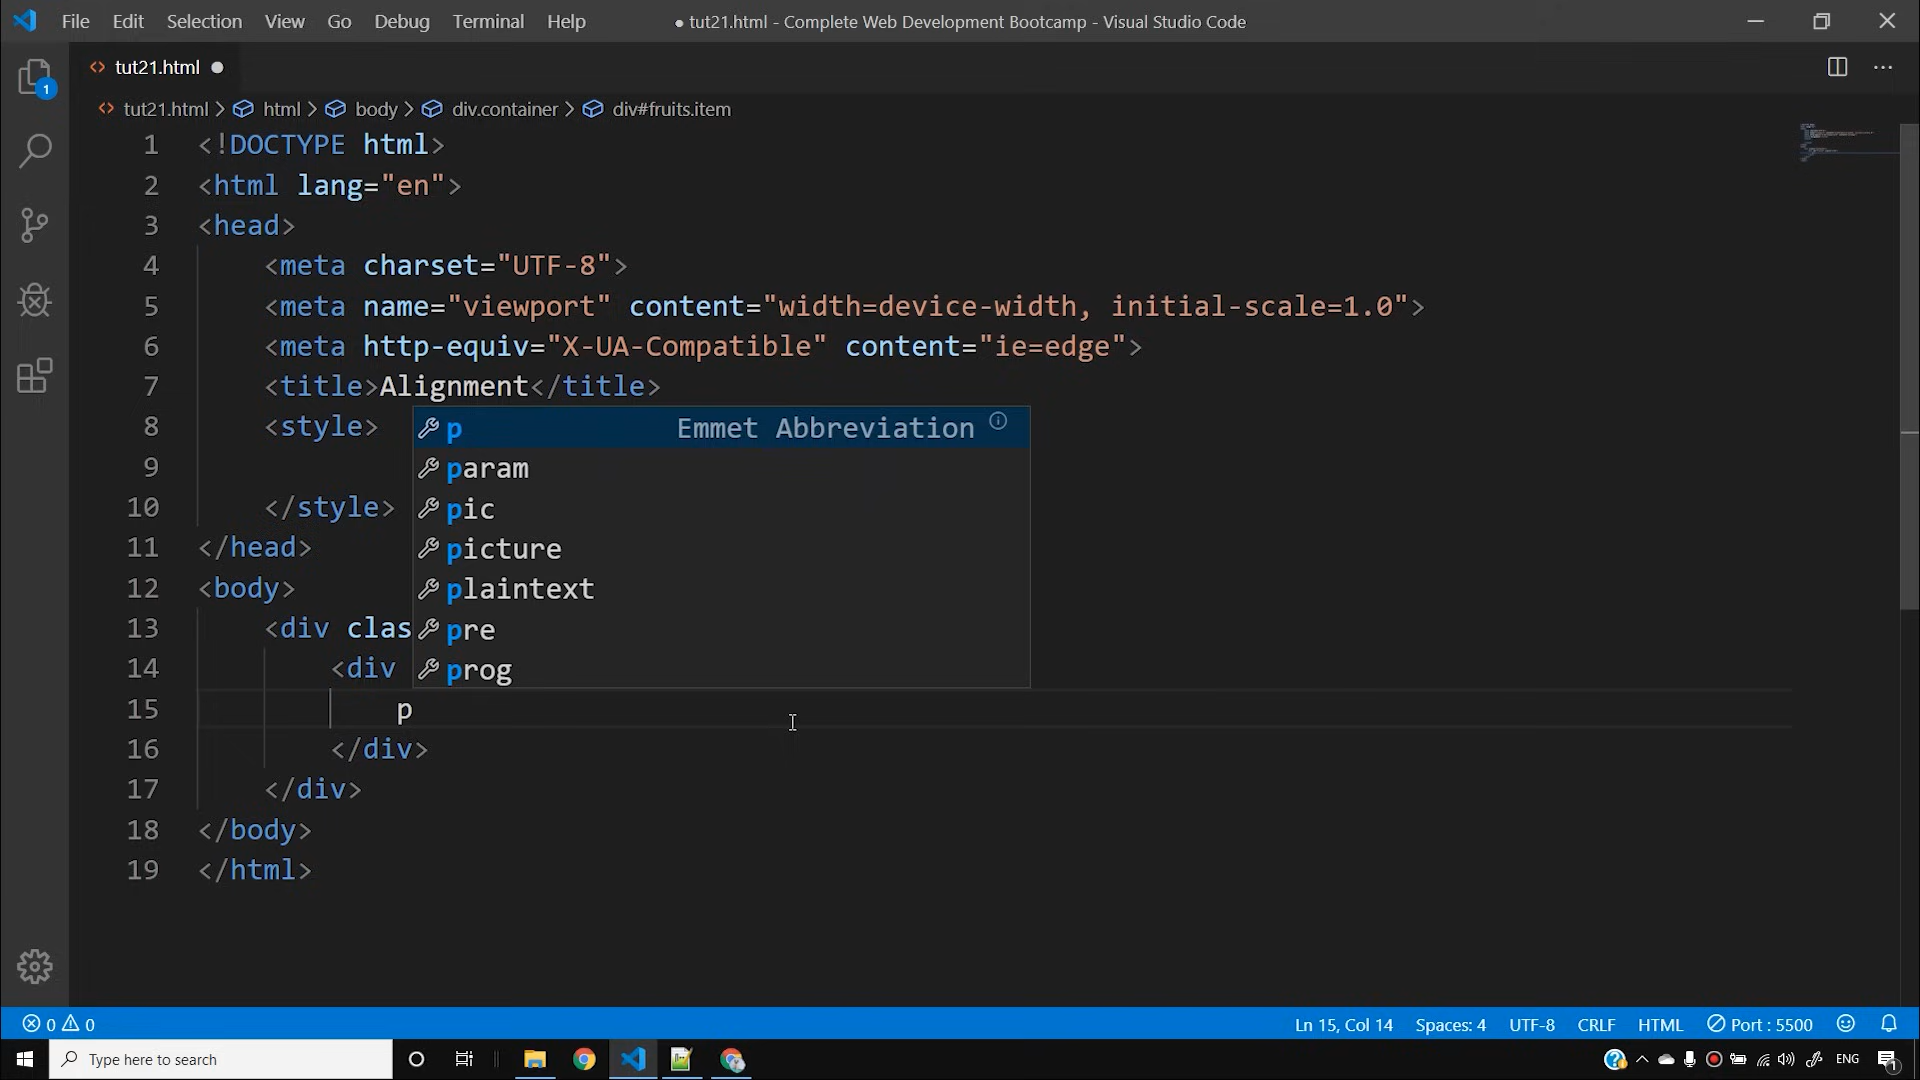 File Edit Selection View Go Debug Terminal Help ● tut21.html - Complete Web Development Bootcamp - Visual Studio Code
<> tut21.html ●
1
<> tut21.html > html > body > div.container > div#fruits.item
1 <!DOCTYPE html>
2 <html lang="en">
3 <head>
4 <meta charset="UTF-8">
5 <meta name="viewport" content="width=device-width, initial-scale=1.0">
6 <meta http-equiv="X-UA-Compatible" content="ie=edge">
7 <title>Alignment</title>
8 <style>
p Emmet Abbreviation
9
param
10 </style>
pic
11 </head>
picture
12 <body>
plaintext
13 <div clas
pre
14 <div
prog
15 p
16 </div>
17 </div>
18 </body>
19 </html>
0 0 Ln 15, Col 14 Spaces: 4 UTF-8 CRLF HTML Port : 5500
Type here to search ENG 1